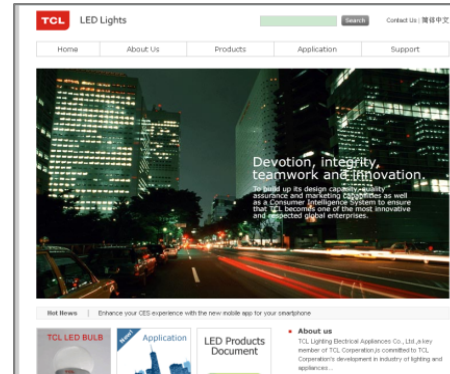 TCL LED Lights
Search
Contact Us | 简体中文
Home About Us Products Application Support
Devotion, integrity,
teamwork and innovation.
To build up its design capacity, quality
assurance and marketing capabilities as well
as a Consumer Intelligence System to ensure
that TCL becomes one of the most innovative
and respected global enterprises.
Hot News | Enhance your CES experience with the new mobile app for your smartphone
TCL LED BULB
New!
Application
LED Products
Document
About us
TCL Lighting Electrical Appliances Co., Ltd.,a key
member of TCL Corporation,is committed to TCL
Corporation's development in industry of lighting and
appliances...